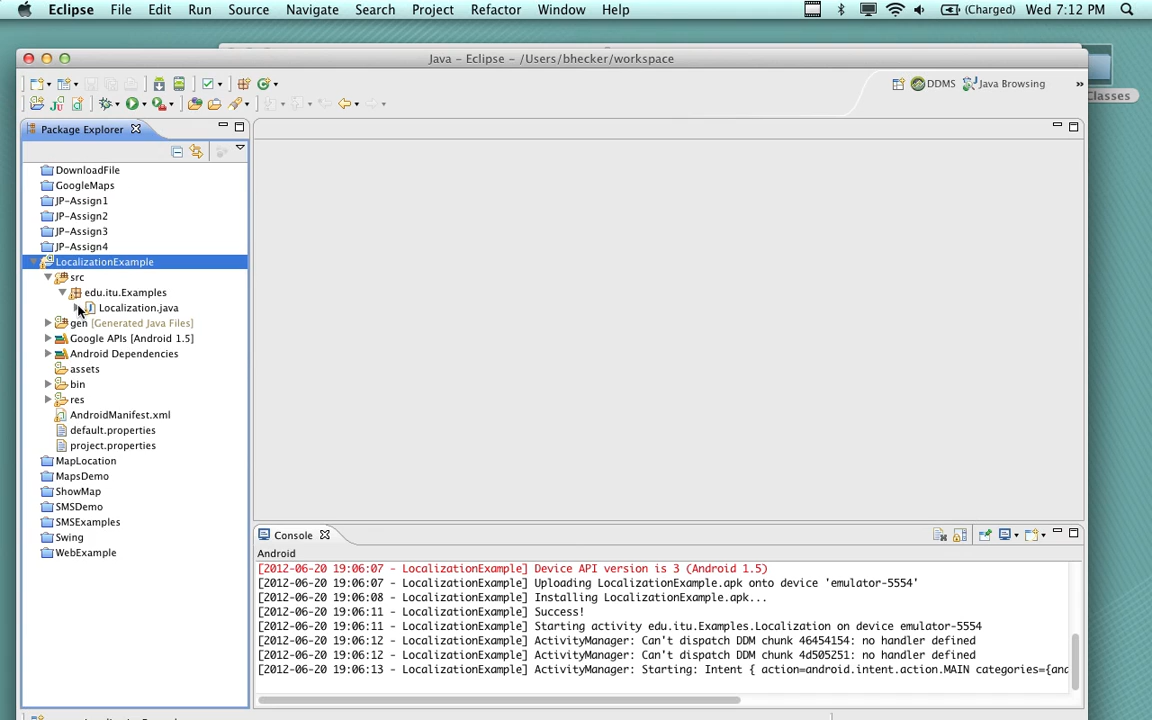 Eclipse File Edit Run Source Navigate Search Project Refactor Window Help (Charged) Wed 7:12 PM
Java – Eclipse – /Users/bhecker/workspace
DDMS Java Browsing »
Classes
Package Explorer
DownloadFile
GoogleMaps
JP-Assign1
JP-Assign2
JP-Assign3
JP-Assign4
LocalizationExample
src
edu.itu.Examples
Localization.java
gen [Generated Java Files]
Google APIs [Android 1.5]
Android Dependencies
assets
bin
res
AndroidManifest.xml
default.properties
project.properties
MapLocation
MapsDemo
ShowMap
SMSDemo
SMSExamples
Swing
WebExample
Console
Android
[2012-06-20 19:06:07 - LocalizationExample] Device API version is 3 (Android 1.5)
[2012-06-20 19:06:07 - LocalizationExample] Uploading LocalizationExample.apk onto device 'emulator-5554'
[2012-06-20 19:06:08 - LocalizationExample] Installing LocalizationExample.apk...
[2012-06-20 19:06:11 - LocalizationExample] Success!
[2012-06-20 19:06:11 - LocalizationExample] Starting activity edu.itu.Examples.Localization on device emulator-5554
[2012-06-20 19:06:12 - LocalizationExample] ActivityManager: Can't dispatch DDM chunk 46454154: no handler defined
[2012-06-20 19:06:12 - LocalizationExample] ActivityManager: Can't dispatch DDM chunk 4d505251: no handler defined
[2012-06-20 19:06:13 - LocalizationExample] ActivityManager: Starting: Intent { action=android.intent.action.MAIN categories={and